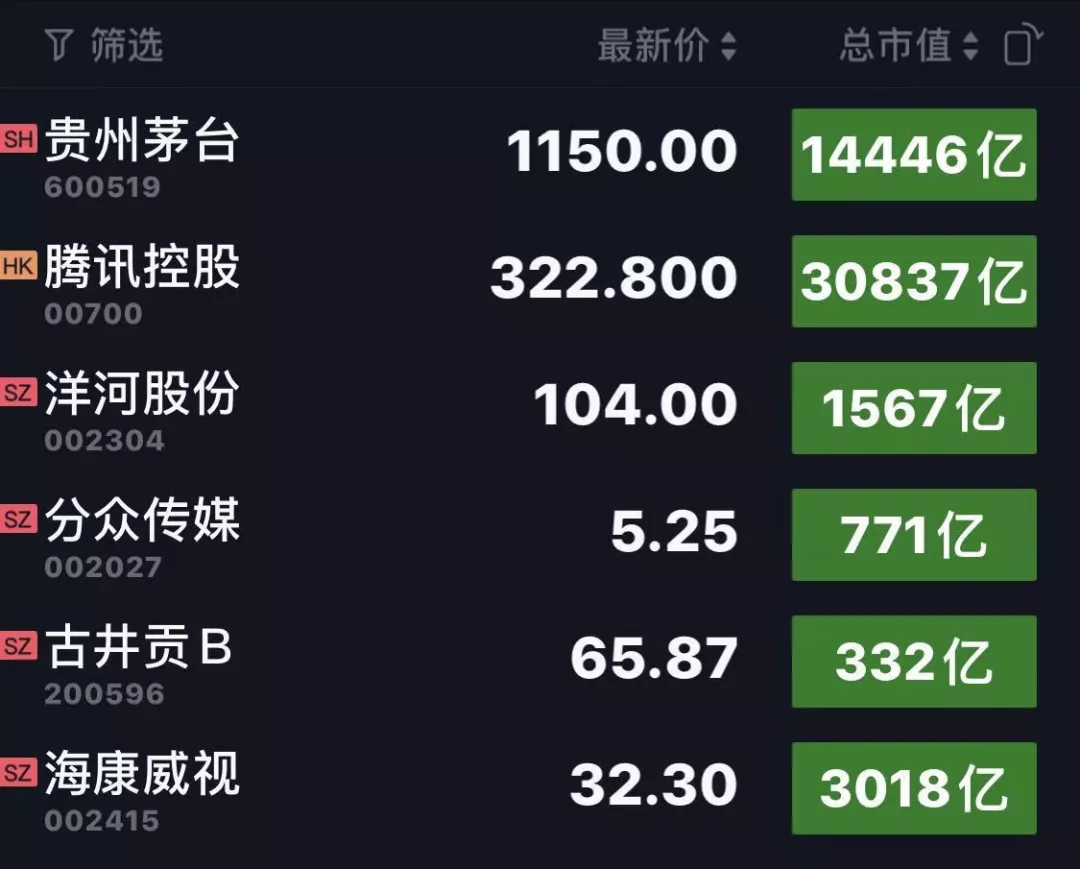 筛选 最新价 总市值
SH 贵州茅台 1150.00 14446亿
600519
HK 腾讯控股 322.800 30837亿
00700
SZ 洋河股份 104.00 1567亿
002304
SZ 分众传媒 5.25 771亿
002027
SZ 古井贡B 65.87 332亿
200596
SZ 海康威视 32.30 3018亿
002415